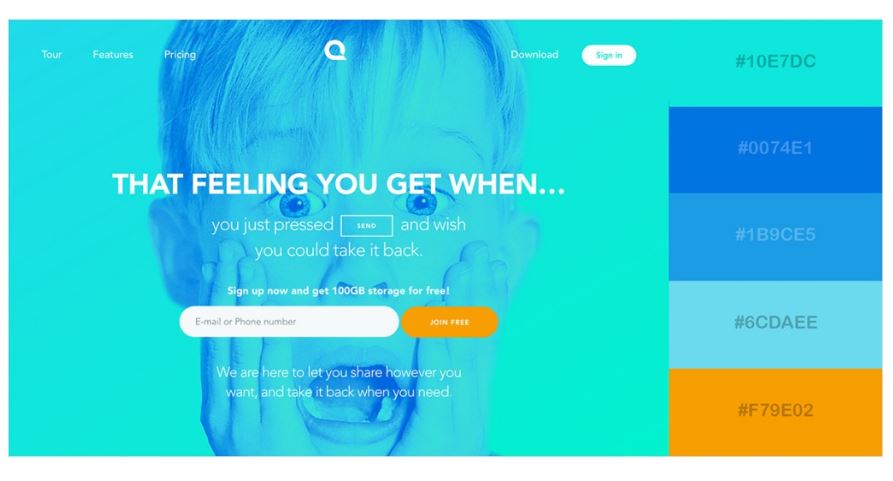 Tour Features Pricing Download Sign in
THAT FEELING YOU GET WHEN...
you just pressed SEND and wish
you could take it back.
Sign up now and get 100GB storage for free!
E-mail or Phone number JOIN FREE
We are here to let you share however you
want, and take it back when you need.
#10E7DC
#0074E1
#1B9CE5
#6CDAEE
#F79E02